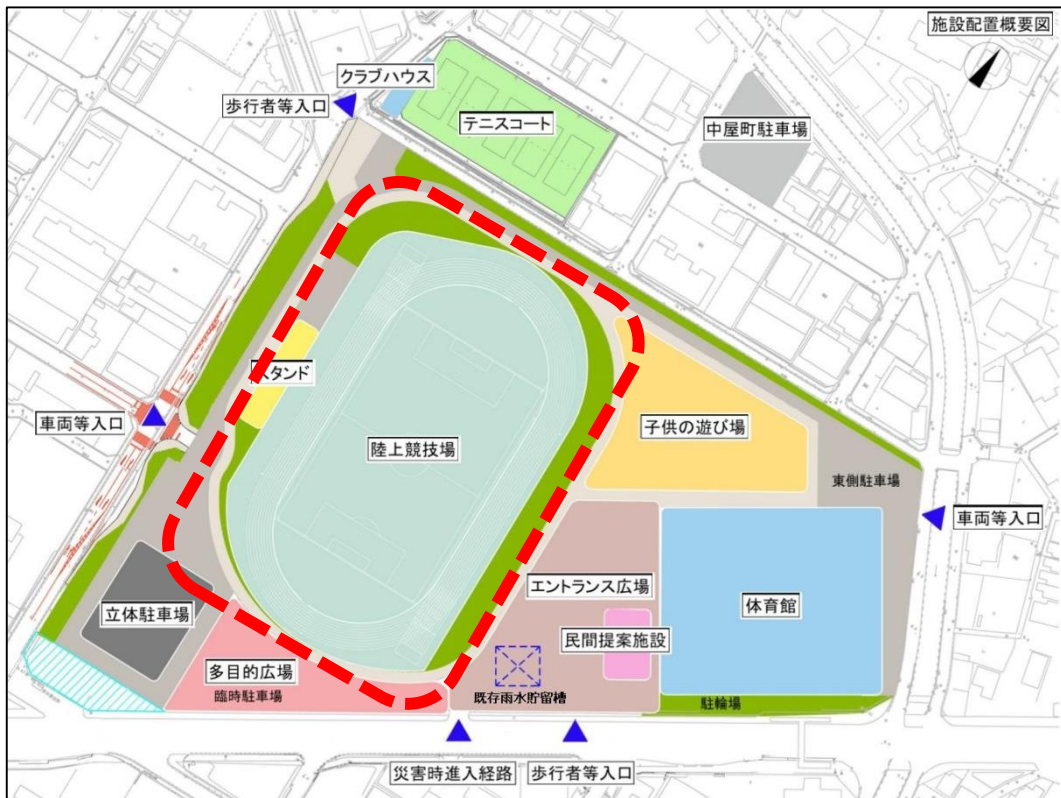 施設配置概要図
クラブハウス
歩行者等入口
テニスコート
中屋町駐車場
スタンド
車両等入口
陸上競技場
子供の遊び場
東側駐車場
車両等入口
エントランス広場
体育館
立体駐車場
民間提案施設
多目的広場
臨時駐車場
既存雨水貯留槽
駐輪場
災害時進入経路
歩行者等入口